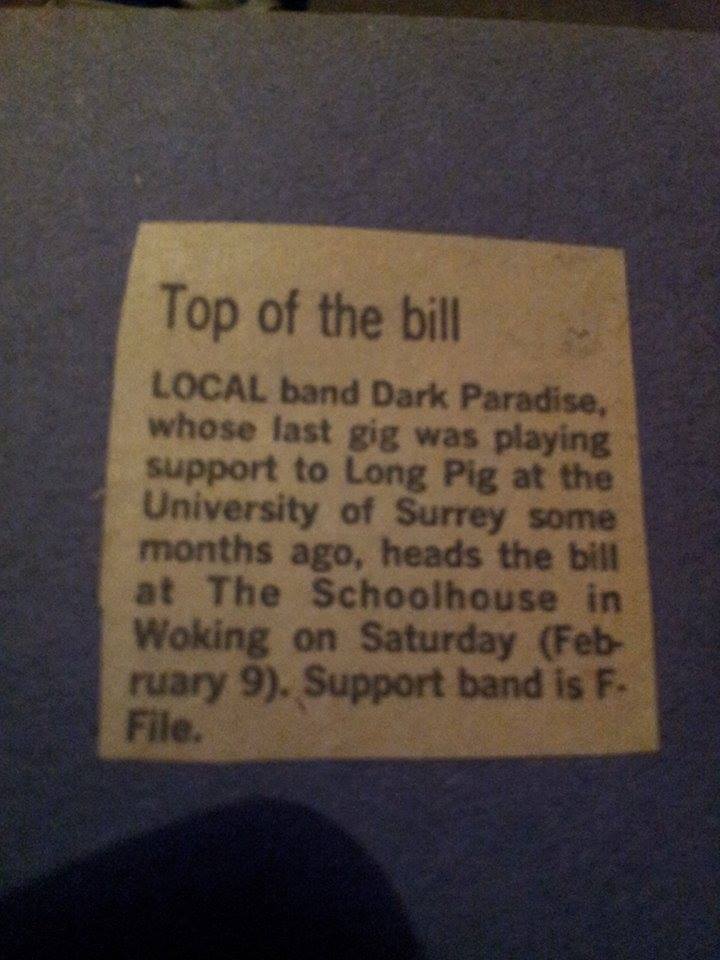 Top of the bill
LOCAL band Dark Paradise,
whose last gig was playing
support to Long Pig at the
University of Surrey some
months ago, heads the bill
at The Schoolhouse in
Woking on Saturday (Feb-
ruary 9). Support band is F-
File.